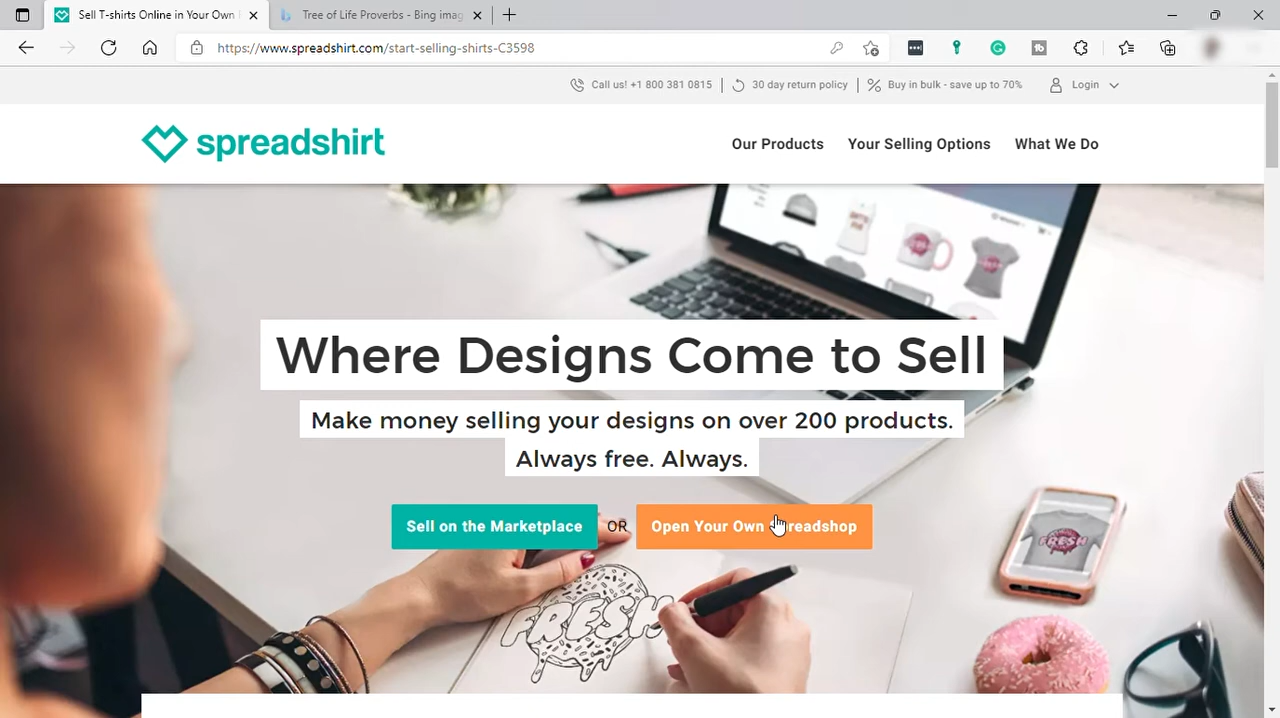 Sell T-shirts Online in Your Own
Tree of Life Proverbs - Bing imag
https://www.spreadshirt.com/start-selling-shirts-C3598
Call us! +1 800 381 0815
30 day return policy
Buy in bulk - save up to 70%
Login
spreadshirt
Our Products
Your Selling Options
What We Do
Where Designs Come to Sell
Make money selling your designs on over 200 products.
Always free. Always.
Sell on the Marketplace
OR
Open Your Own Spreadshop
FRESH
FRESH